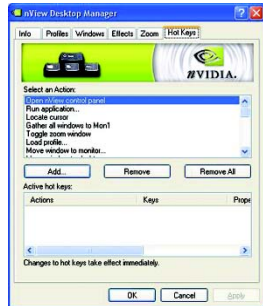 nView Desktop Manager
Info Profiles Windows Effects Zoom Hot Keys
NVIDIA.
Select an Action:
Open nView control panel
Run application...
Locate cursor
Gather all windows to Mon1
Toggle zoom window
Load profile...
Move window to monitor...
Add... Remove Remove All
Active hot keys:
Actions Keys Prope
Changes to hot keys take effect immediately.
OK Cancel Apply